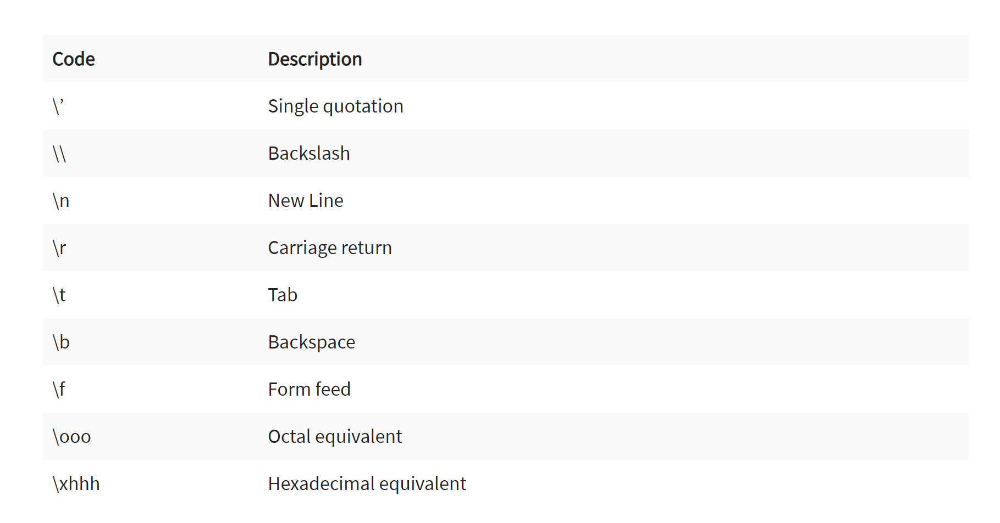 Code Description
\’ Single quotation
\\ Backslash
\n New Line
\r Carriage return
\t Tab
\b Backspace
\f Form feed
\ooo Octal equivalent
\xhhh Hexadecimal equivalent